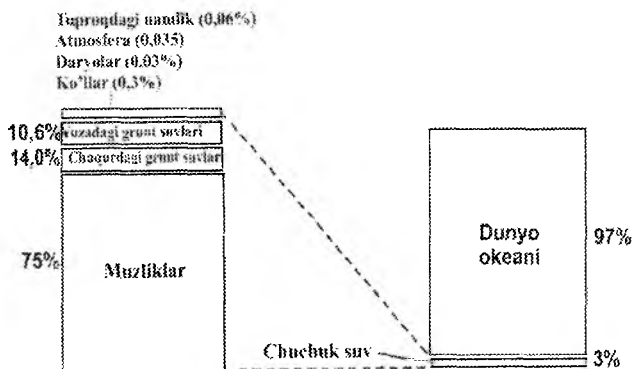 Tuproqdagi namlik (0,06%)
Atmosfera (0,035)
Daryolar (0.03%)
Ko'llar (0,3%)
10,6% Yuzadagi grunt suvlari
14,0% Chaqurdagi grunt suvlari
75% Muzliklar
Dunyo
okeani
97%
Chuchuk suv
3%